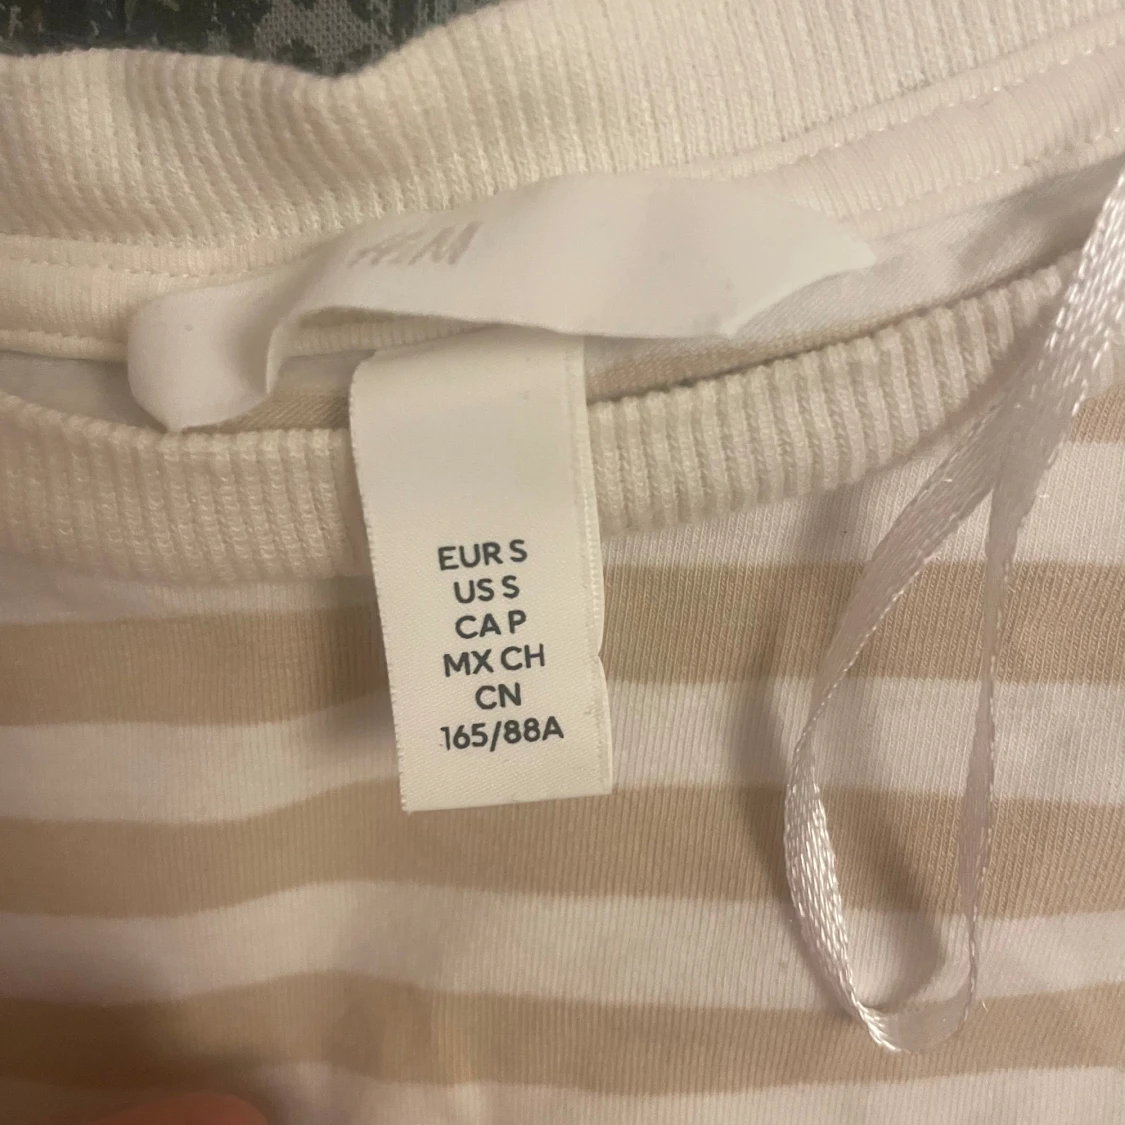 H&M
EUR S
US S
CA P
MX CH
CN
165/88A